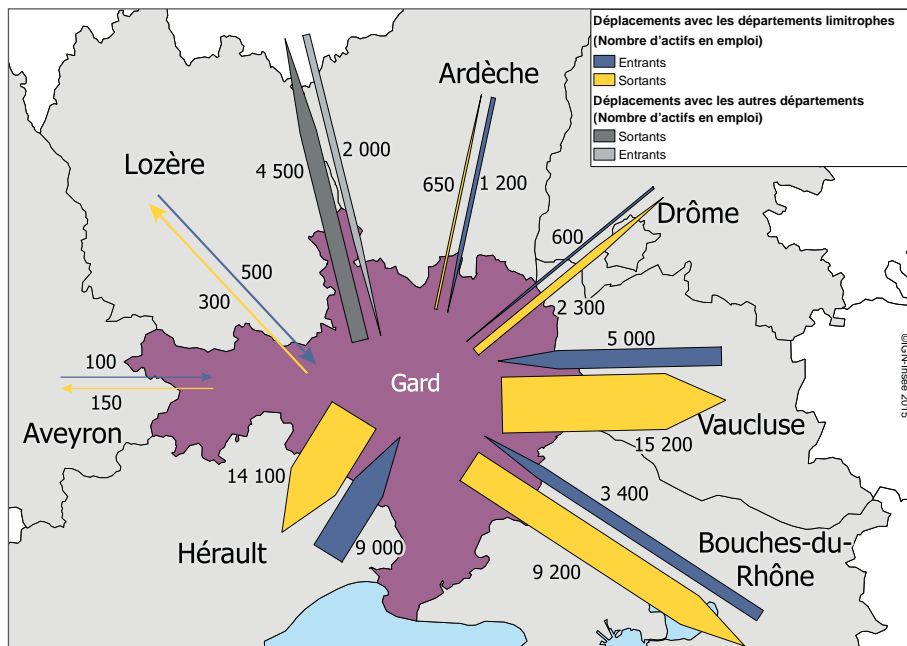 Déplacements avec les départements limitrophes
(Nombre d'actifs en emploi)
Entrants
Sortants
Déplacements avec les autres départements
(Nombre d'actifs en emploi)
Sortants
Entrants
Ardèche
Lozère
4 500
2 000
650
1 200
Drôme
600
2 300
500
300
5 000
100
150
Gard
Aveyron
15 200
Vaucluse
14 100
9 000
Hérault
3 400
9 200
Bouches-du-
Rhône
©IGN-Insee 2015